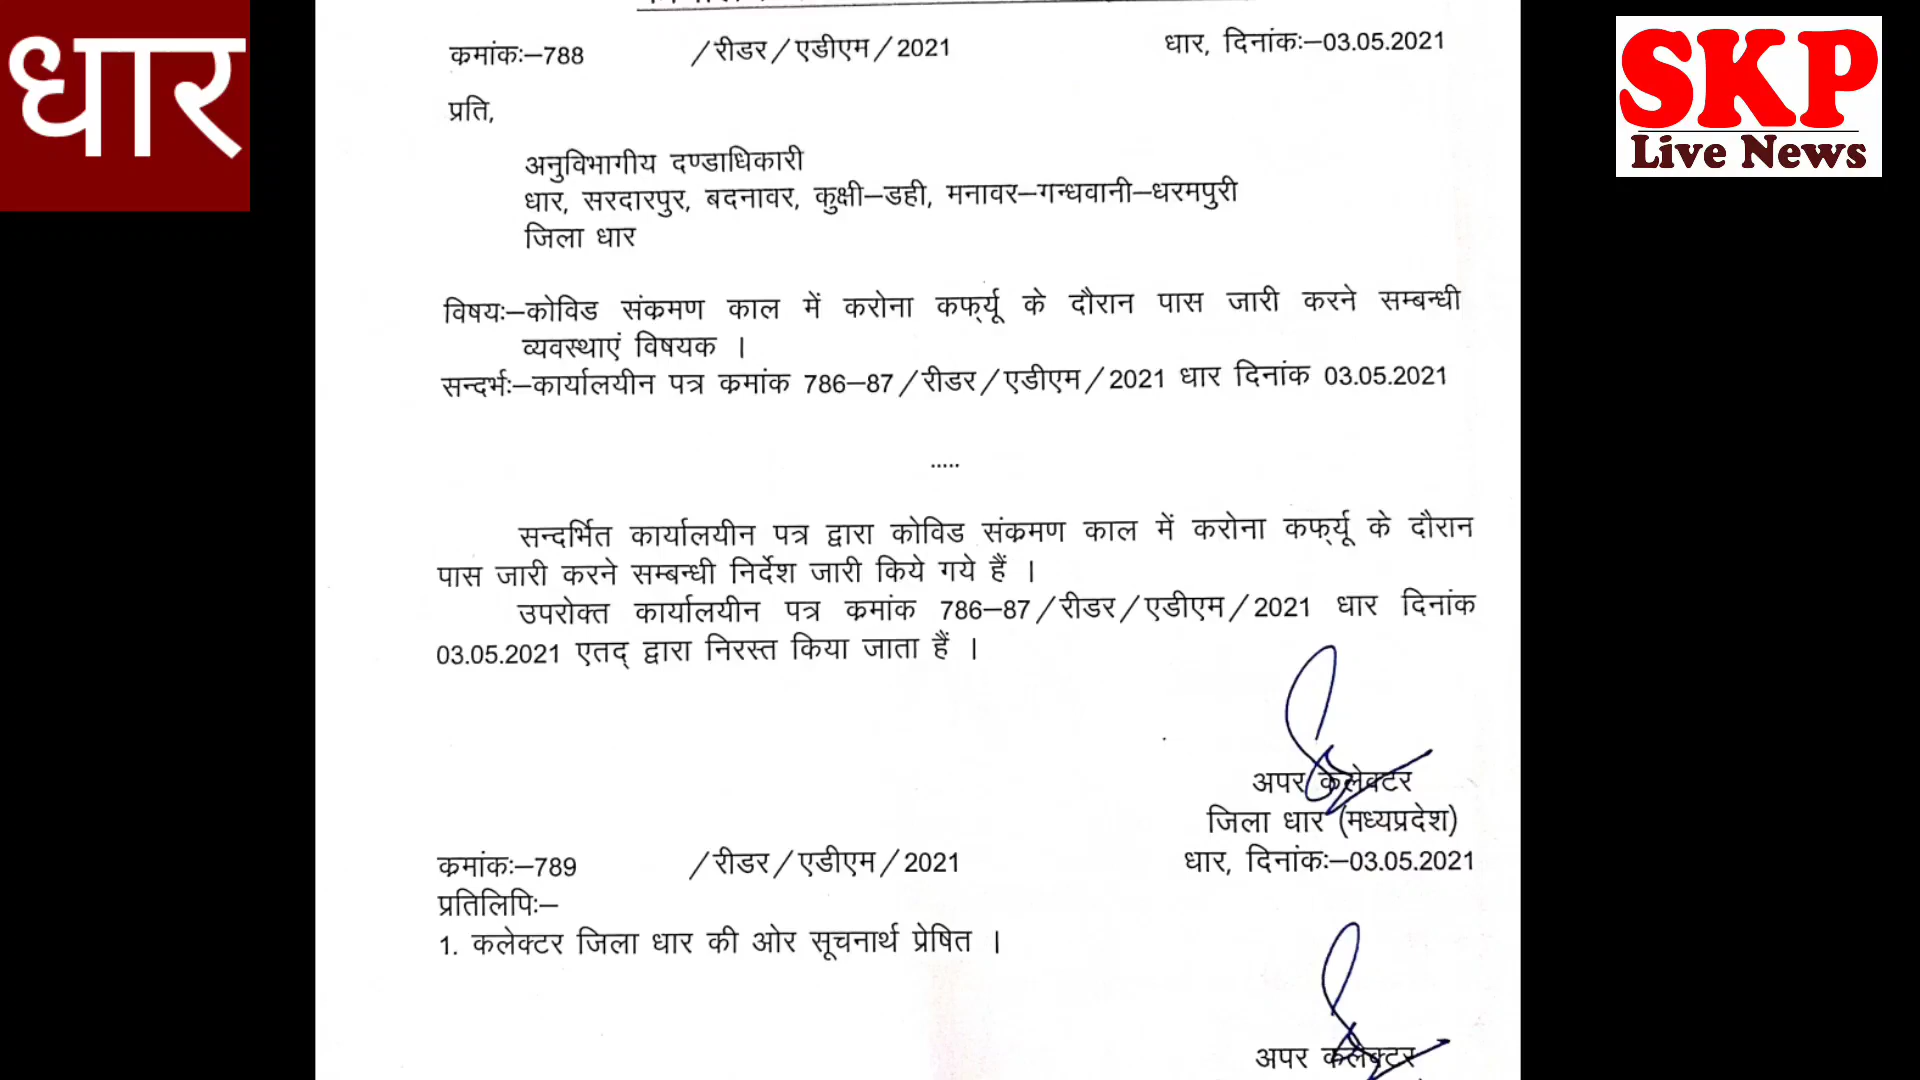 धार
SKP
Live News
कमांकः–788 /रीडर/एडीएम/2021 धार, दिनांकः–03.05.2021
प्रति,
अनुविभागीय दण्डाधिकारी
धार, सरदारपुर, बदनावर, कुक्षी–डही, मनावर–गन्धवानी–धरमपुरी
जिला धार
विषयः–कोविड संक्रमण काल में करोना कर्फ्यू के दौरान पास जारी करने सम्बन्धी
व्यवस्थाएं विषयक ।
सन्दर्भः–कार्यालयीन पत्र क्रमांक 786–87/रीडर/एडीएम/2021 धार दिनांक 03.05.2021
.....
सन्दर्भित कार्यालयीन पत्र द्वारा कोविड संक्रमण काल में करोना कर्फ्यू के दौरान
पास जारी करने सम्बन्धी निर्देश जारी किये गये हैं ।
उपरोक्त कार्यालयीन पत्र क्रमांक 786–87/रीडर/एडीएम/2021 धार दिनांक
03.05.2021 एतद् द्वारा निरस्त किया जाता हैं ।
अपर कलेक्टर
जिला धार (मध्यप्रदेश)
क्रमांकः–789 /रीडर/एडीएम/2021 धार, दिनांकः–03.05.2021
प्रतिलिपिः–
1. कलेक्टर जिला धार की ओर सूचनार्थ प्रेषित ।
अपर कलेक्टर